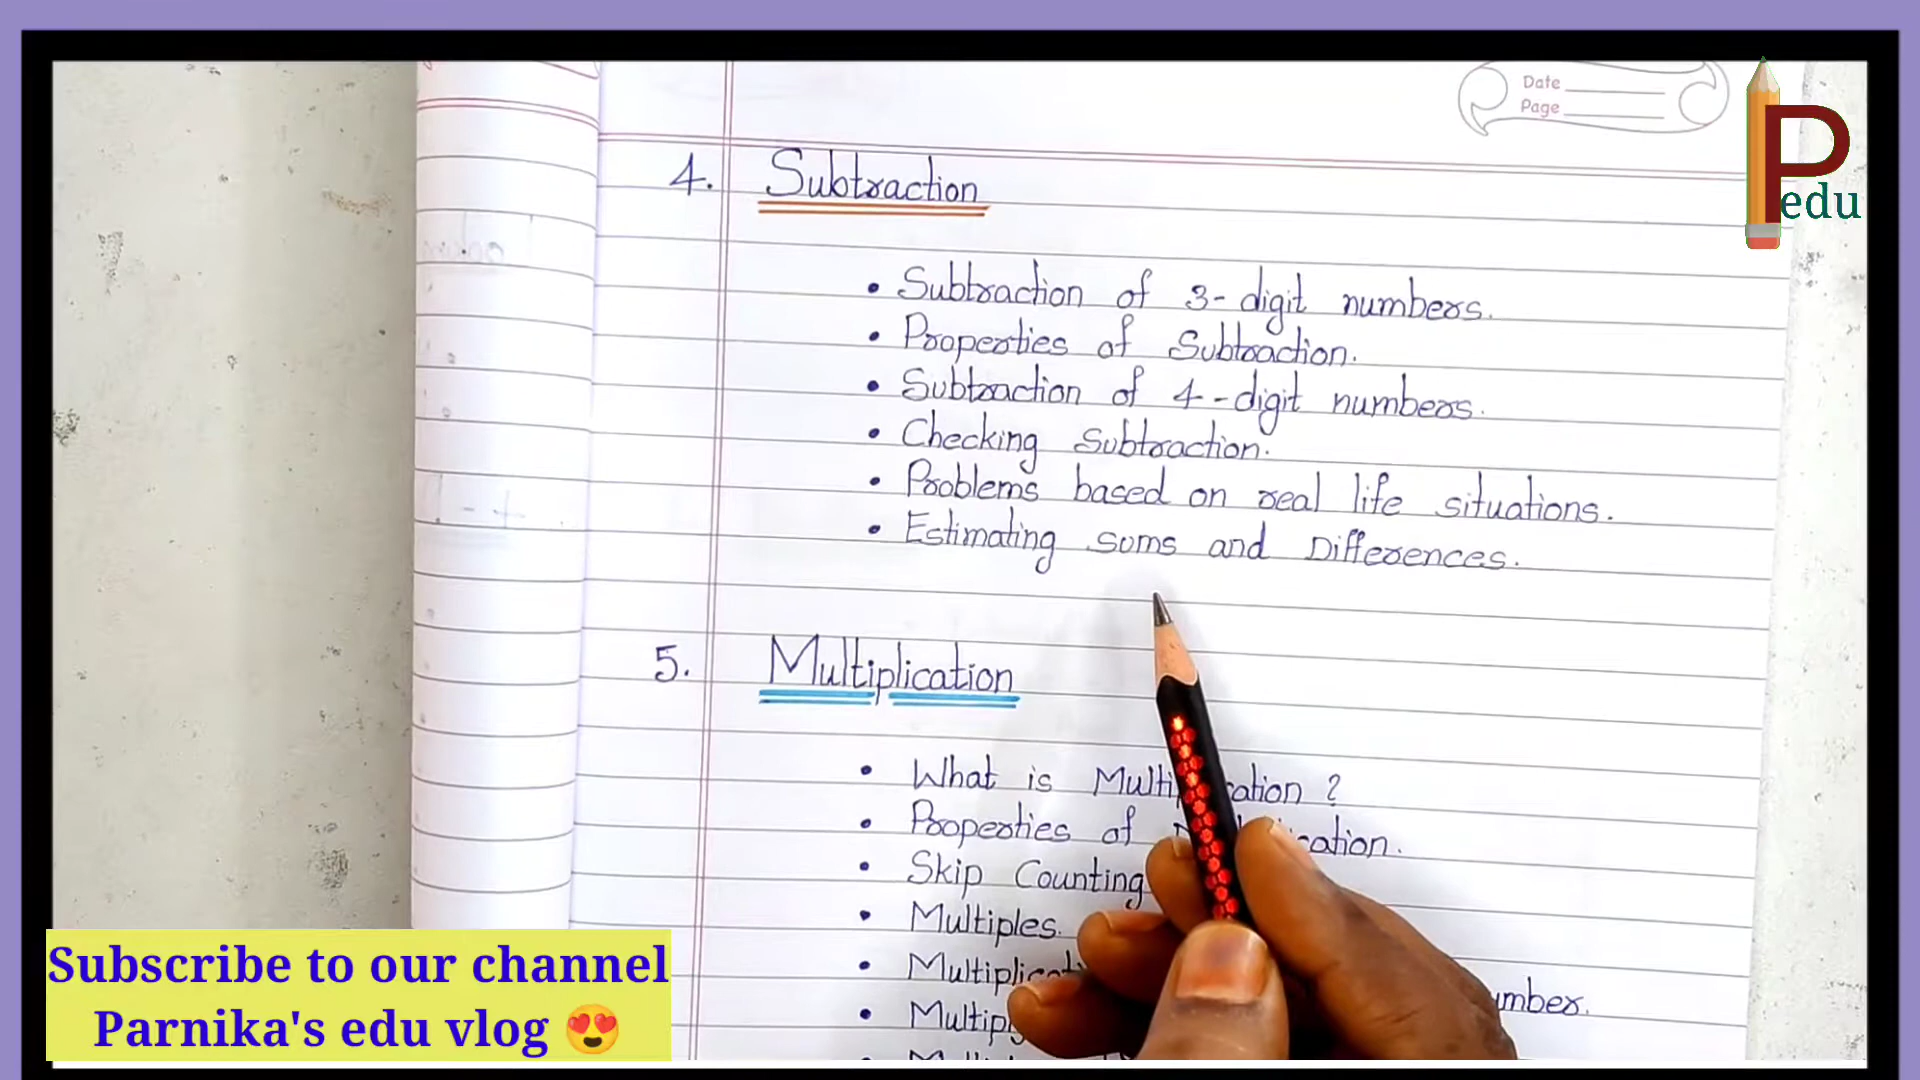 Date
Page
P
edu
4. Subtraction
• Subtraction of 3-digit numbers.
• Properties of Subtraction.
• Subtraction of 4-digit numbers.
• Checking Subtraction.
• Problems based on real life situations.
• Estimating sums and Differences.
5. Multiplication
• What is ?
• Properties of
• Skip Counting
• Multiples.
•
•
Subscribe to our channel
Parnika's edu vlog 😍